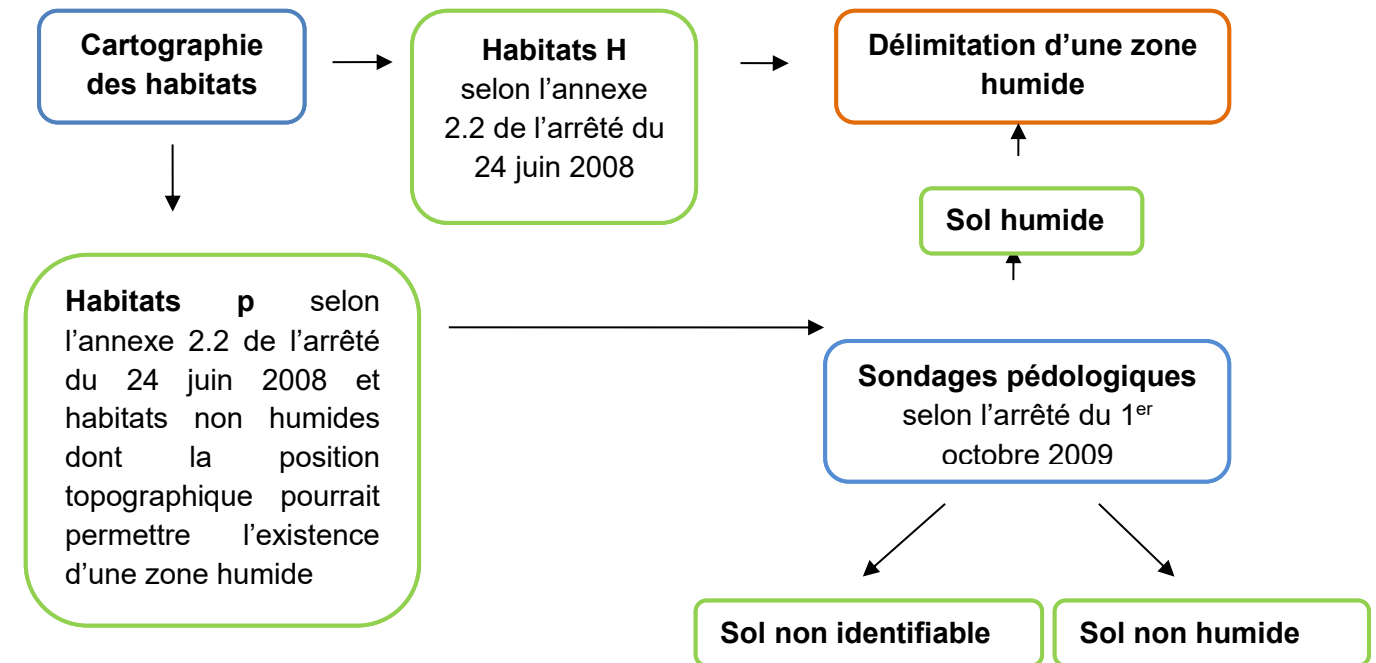 Cartographie
des habitats
Habitats H
selon l’annexe
2.2 de l’arrêté du
24 juin 2008
Délimitation d’une zone
humide
Sol humide
Habitats p selon
l’annexe 2.2 de l’arrêté
du 24 juin 2008 et
habitats non humides
dont la position
topographique pourrait
permettre l’existence
d’une zone humide
Sondages pédologiques
selon l’arrêté du 1er
octobre 2009
Sol non identifiable
Sol non humide